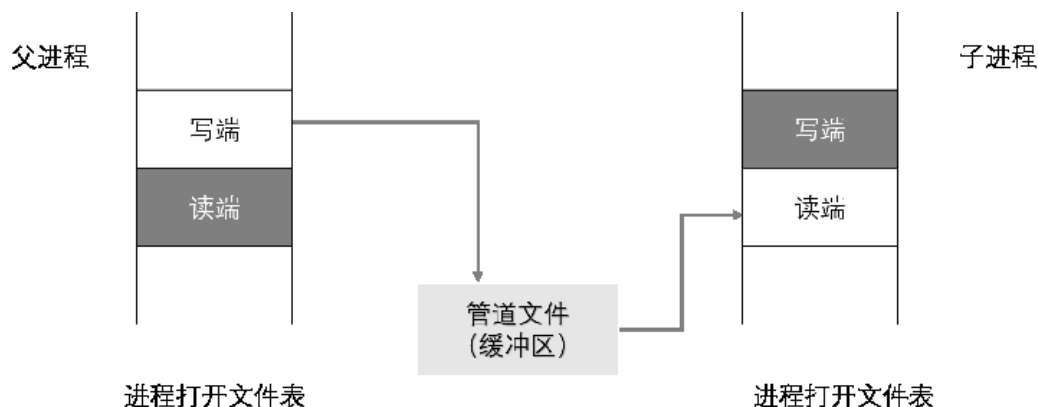 父进程
子进程
写端
写端
读端
读端
管道文件
（缓冲区）
进程打开文件表
进程打开文件表